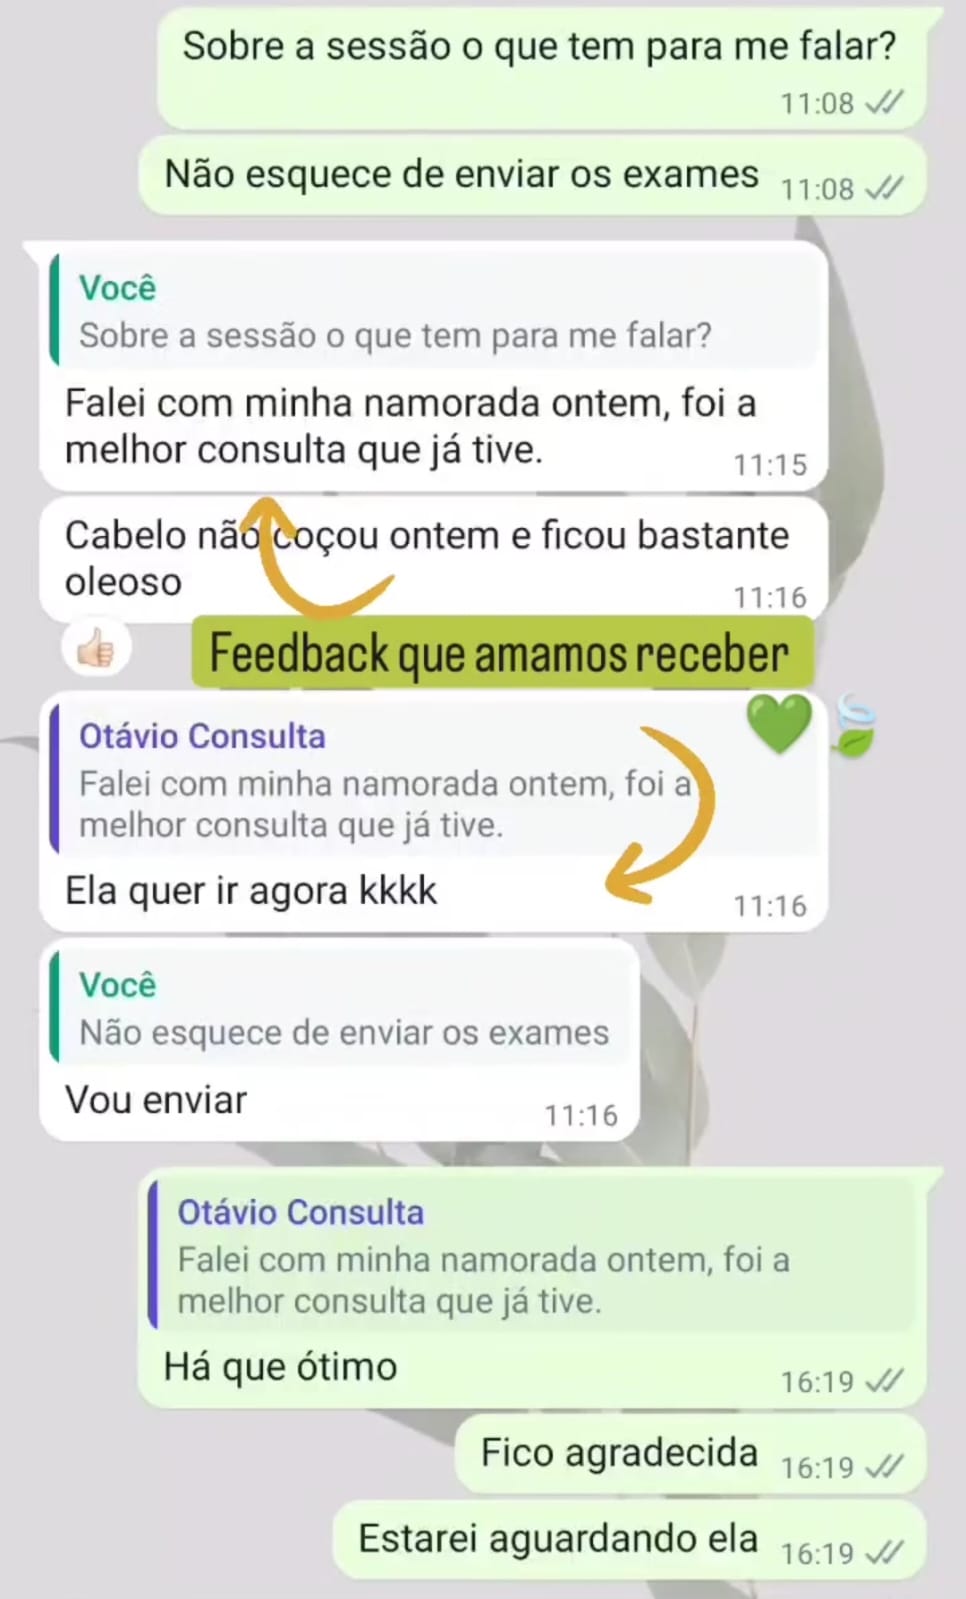 Sobre a sessão o que tem para me falar?
11:08
Não esquece de enviar os exames
11:08
Você
Sobre a sessão o que tem para me falar?
Falei com minha namorada ontem, foi a
melhor consulta que já tive.
11:15
Cabelo não coçou ontem e ficou bastante
oleoso
11:16
Feedback que amamos receber
Otávio Consulta
Falei com minha namorada ontem, foi a
melhor consulta que já tive.
Ela quer ir agora kkkk
11:16
Você
Não esquece de enviar os exames
Vou enviar
11:16
Otávio Consulta
Falei com minha namorada ontem, foi a
melhor consulta que já tive.
Há que ótimo
16:19
Fico agradecida
16:19
Estarei aguardando ela
16:19